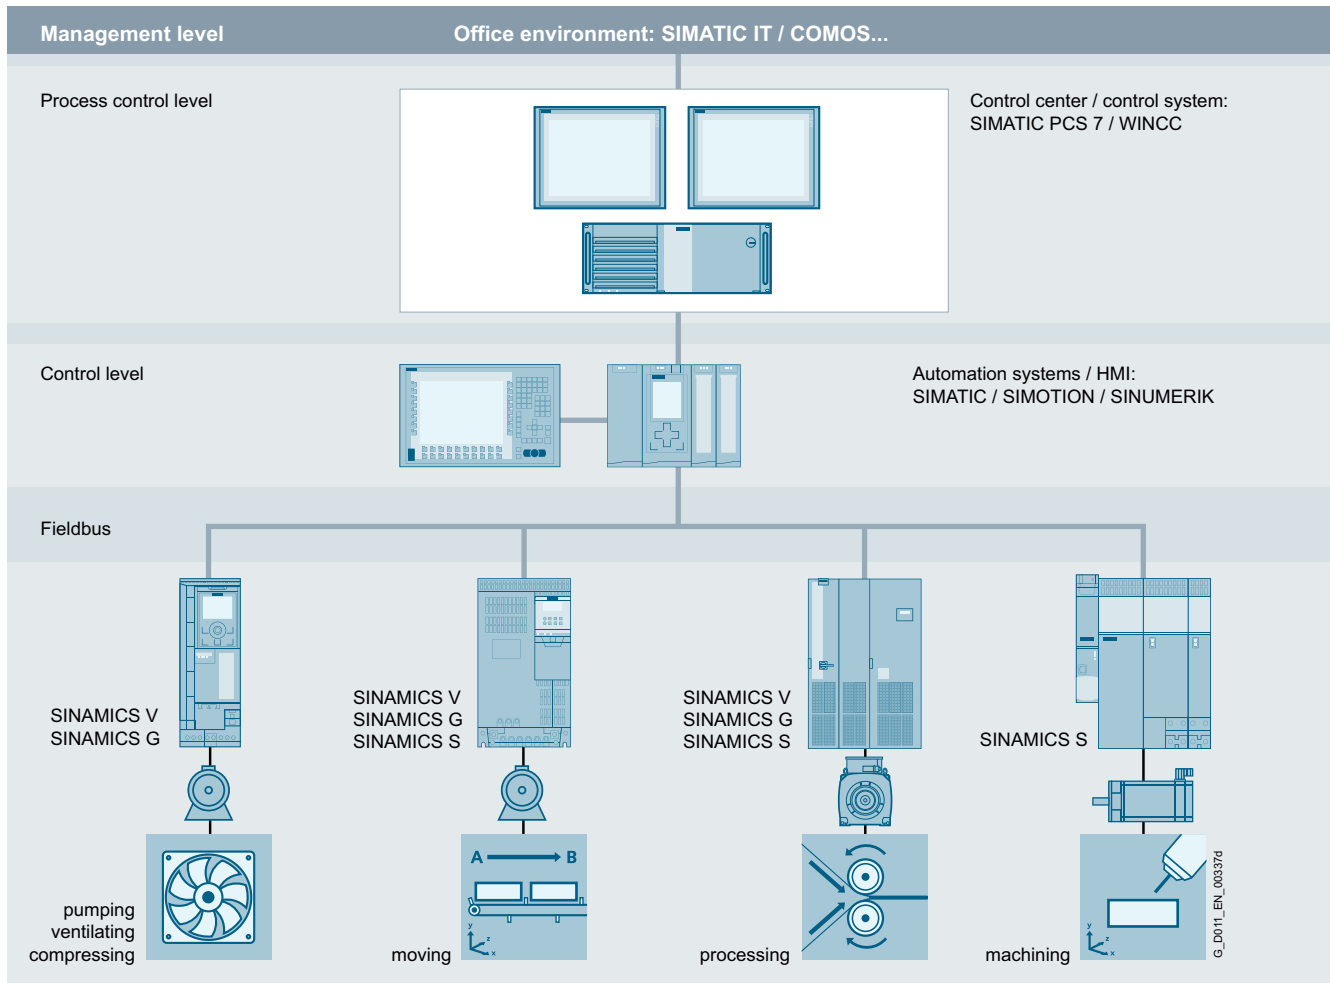 Management level
Office environment: SIMATIC IT / COMOS...
Process control level
Control center / control system:
SIMATIC PCS 7 / WINCC
Control level
Automation systems / HMI:
SIMATIC / SIMOTION / SINUMERIK
Fieldbus
SINAMICS V
SINAMICS G
SINAMICS V
SINAMICS G
SINAMICS S
SINAMICS V
SINAMICS G
SINAMICS S
SINAMICS S
pumping
ventilating
compressing
A B
y
z
x
moving
processing
y
z
x
machining
G_D011_EN_00337d